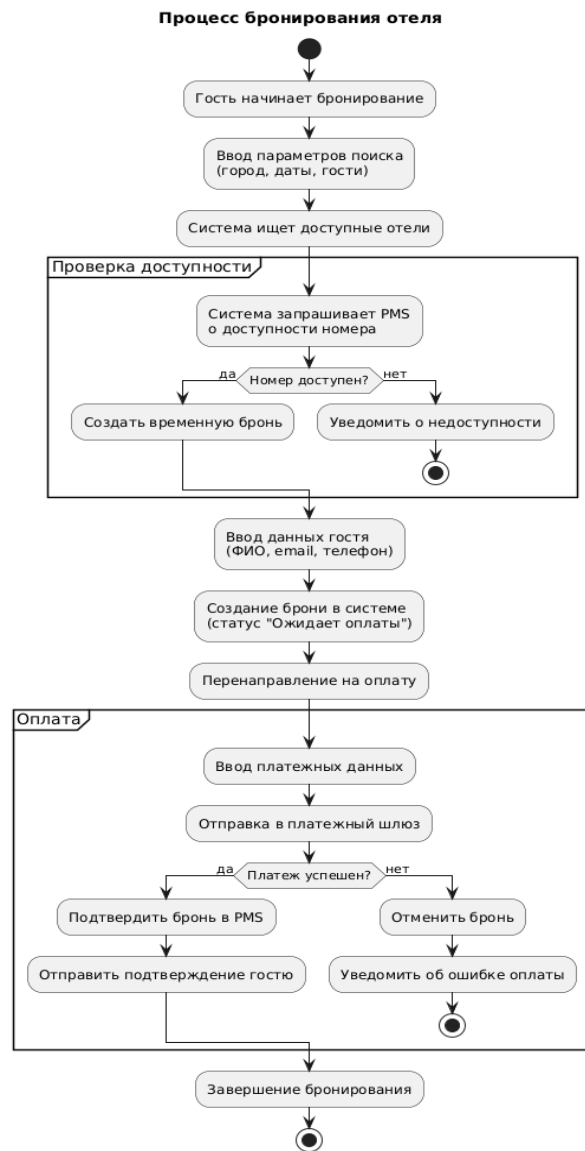 Процесс бронирования отеля
Гость начинает бронирование
Ввод параметров поиска
(город, даты, гости)
Система ищет доступные отели
Проверка доступности
Система запрашивает PMS
о доступности номера
да
Номер доступен?
нет
Создать временную бронь
Уведомить о недоступности
Ввод данных гостя
(ФИО, email, телефон)
Создание брони в системе
(статус "Ожидает оплаты")
Перенаправление на оплату
Оплата
Ввод платежных данных
Отправка в платежный шлюз
да
Платеж успешен?
нет
Подтвердить бронь в PMS
Отменить бронь
Отправить подтверждение гостю
Уведомить об ошибке оплаты
Завершение бронирования